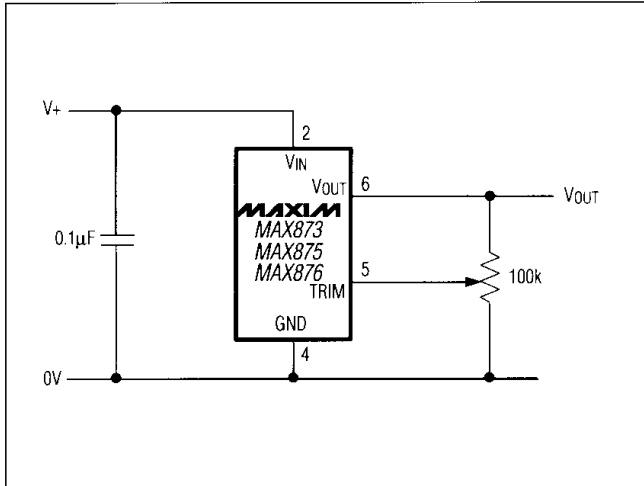 V+
2
VIN
VOUT
6
VOUT
MAXIM
MAX873
MAX875
MAX876
0.1µF
5
TRIM
100k
GND
4
0V